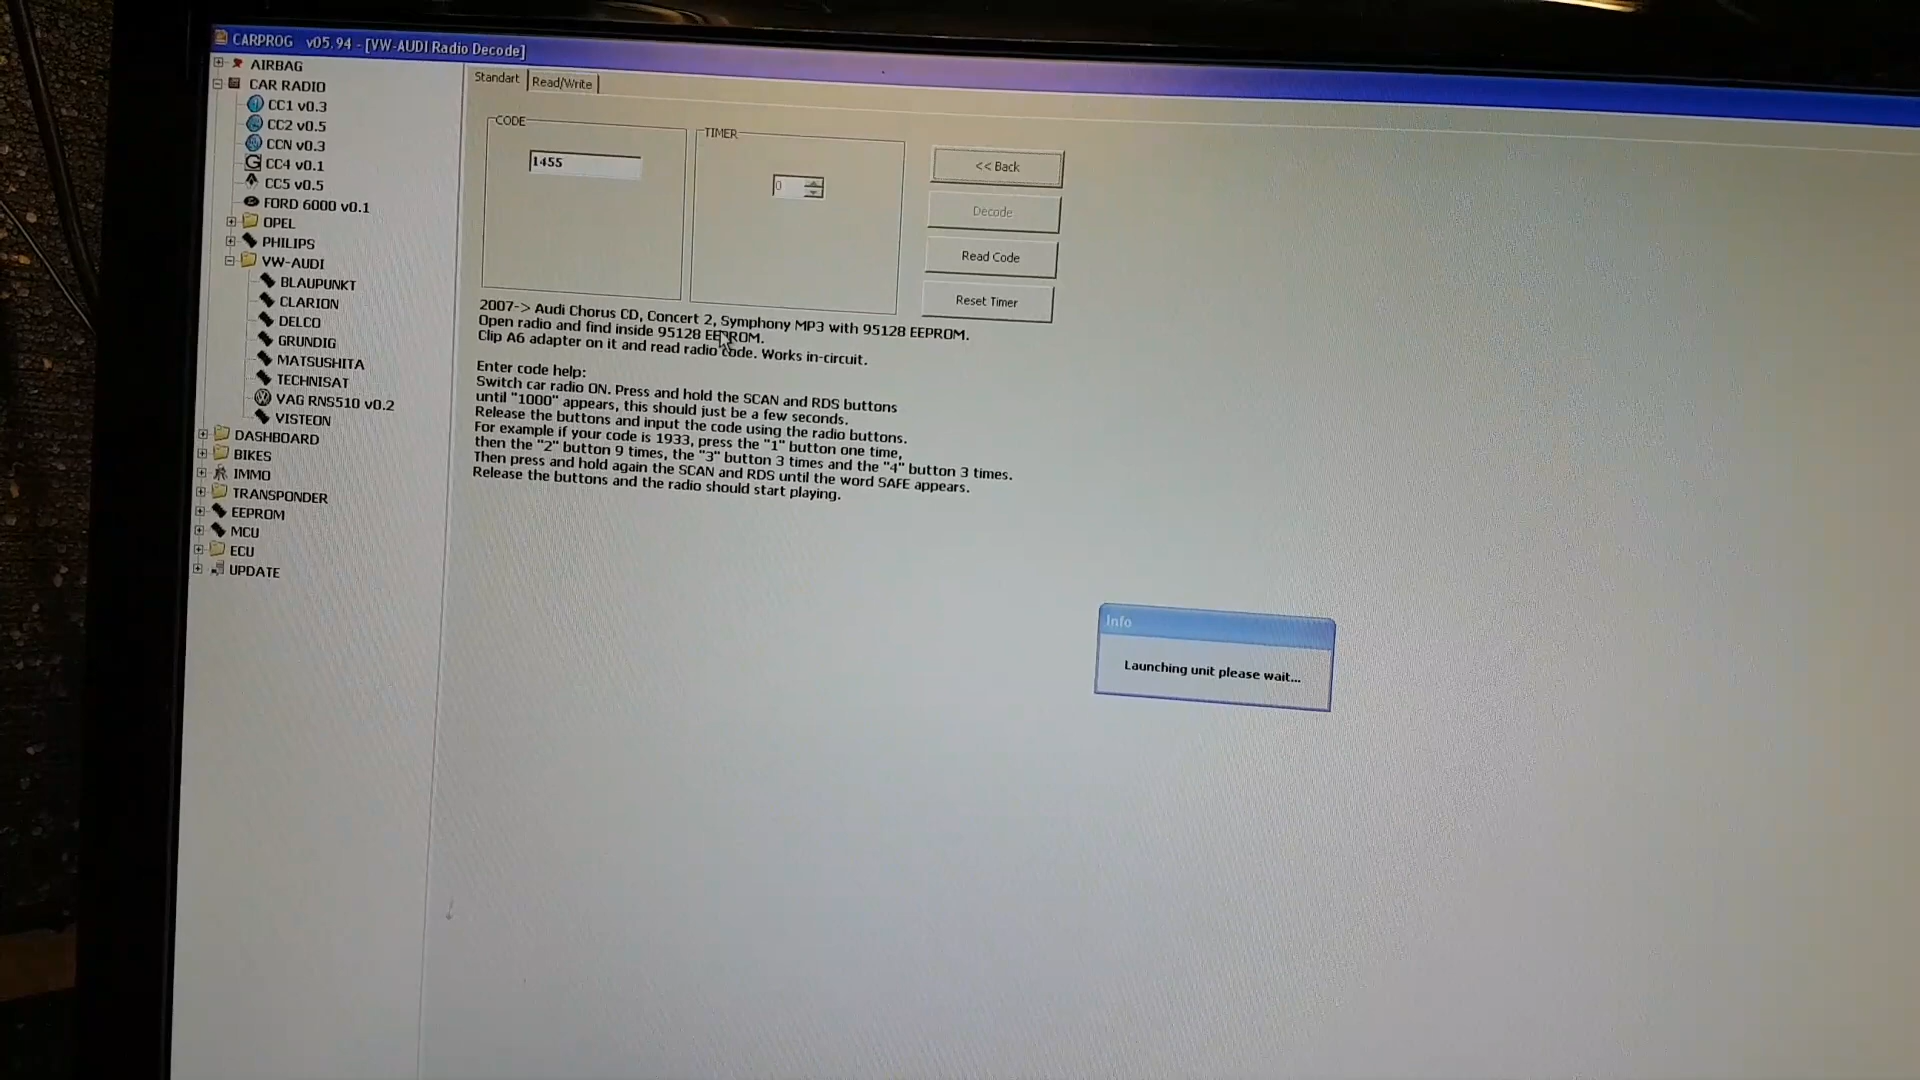 CARPROG v05.94 - [VW-AUDI Radio Decode]
AIRBAG
CAR RADIO
CC1 v0.3
CC2 v0.5
CCN v0.3
CC4 v0.1
CC5 v0.5
FORD 6000 v0.1
OPEL
PHILIPS
VW-AUDI
BLAUPUNKT
CLARION
DELCO
GRUNDIG
MATSUSHITA
TECHNISAT
VAG RNS510 v0.2
VISTEON
DASHBOARD
BIKES
IMMO
TRANSPONDER
EEPROM
MCU
ECU
UPDATE
Standart
Read/Write
CODE
1455
TIMER
0
<< Back
Decode
Read Code
Reset Timer
2007-> Audi Chorus CD, Concert 2, Symphony MP3 with 95128 EEPROM.
Open radio and find inside 95128 EEPROM.
Clip A6 adapter on it and read radio code. Works in-circuit.
Enter code help:
Switch car radio ON. Press and hold the SCAN and RDS buttons
until "1000" appears, this should just be a few seconds.
Release the buttons and input the code using the radio buttons.
For example if your code is 1933, press the "1" button one time,
then the "2" button 9 times, the "3" button 3 times and the "4" button 3 times.
Then press and hold again the SCAN and RDS until the word SAFE appears.
Release the buttons and the radio should start playing.
Info
Launching unit please wait...